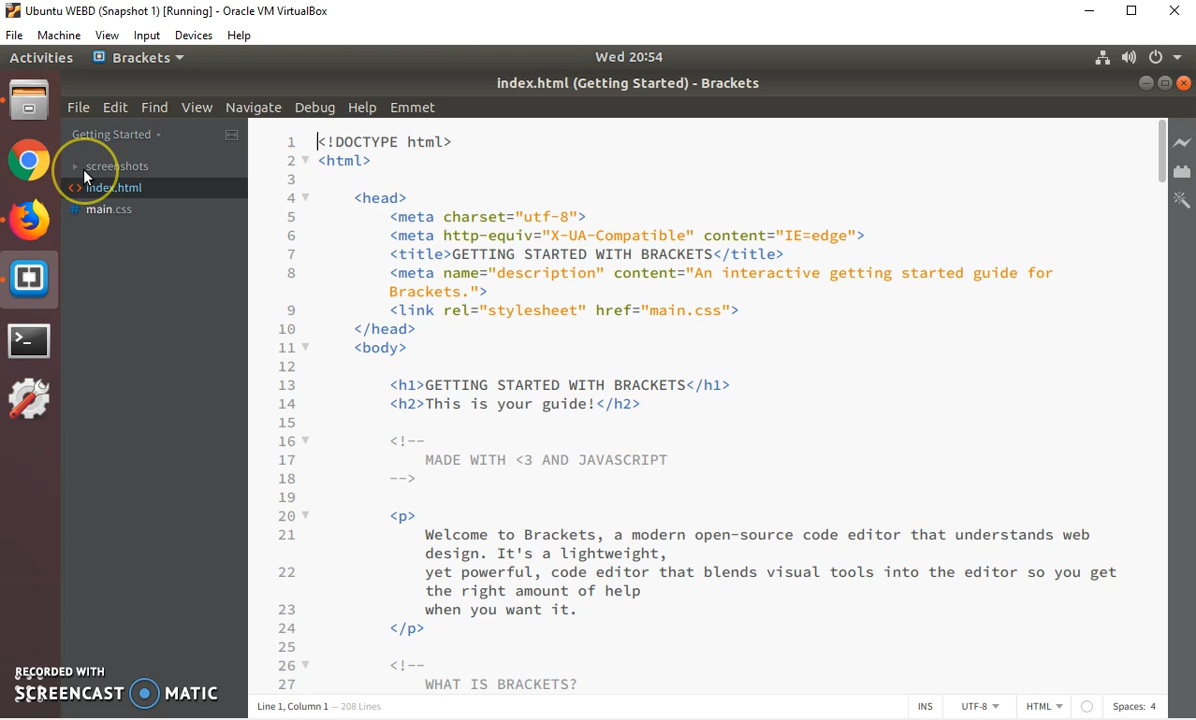 Ubuntu WEBD (Snapshot 1) [Running] - Oracle VM VirtualBox
File Machine View Input Devices Help
Activities Brackets Wed 20:54
index.html (Getting Started) - Brackets
File Edit Find View Navigate Debug Help Emmet
Getting Started
screenshots
index.html
main.css
1 <!DOCTYPE html>
2 <html>
3
4 <head>
5 <meta charset="utf-8">
6 <meta http-equiv="X-UA-Compatible" content="IE=edge">
7 <title>GETTING STARTED WITH BRACKETS</title>
8 <meta name="description" content="An interactive getting started guide for
Brackets.">
9 <link rel="stylesheet" href="main.css">
10 </head>
11 <body>
12
13 <h1>GETTING STARTED WITH BRACKETS</h1>
14 <h2>This is your guide!</h2>
15
16 <!--
17 MADE WITH <3 AND JAVASCRIPT
18 -->
19
20 <p>
21 Welcome to Brackets, a modern open-source code editor that understands web
design. It's a lightweight,
22 yet powerful, code editor that blends visual tools into the editor so you get
the right amount of help
23 when you want it.
24 </p>
25
26 <!--
27 WHAT IS BRACKETS?
RECORDED WITH
SCREENCAST MATIC
Line 1, Column 1 — 208 Lines INS UTF-8 HTML Spaces: 4